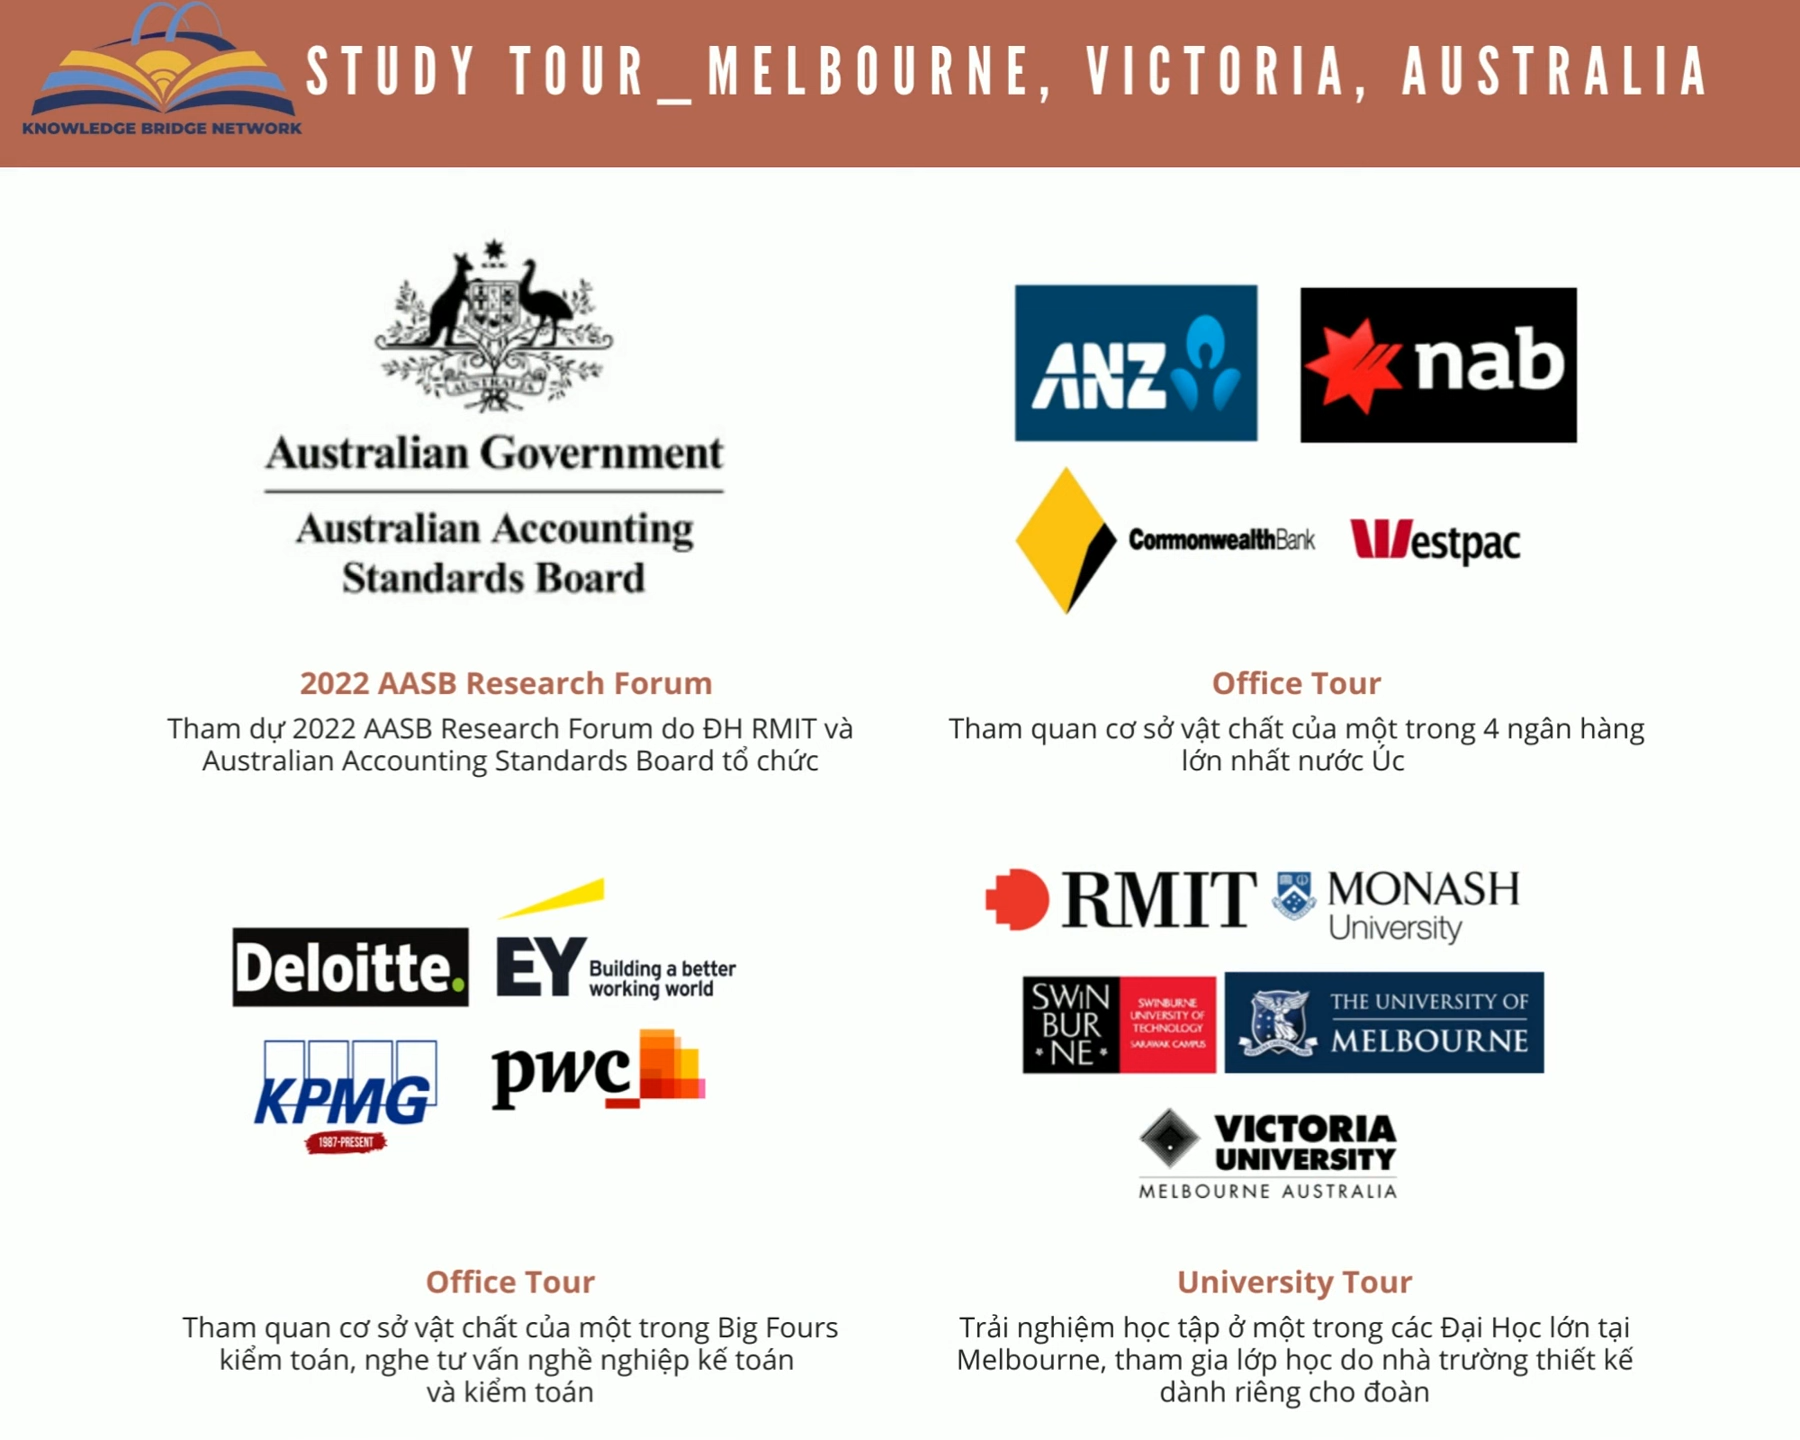 KNOWLEDGE BRIDGE NETWORK
STUDY TOUR_MELBOURNE, VICTORIA, AUSTRALIA
AUSTRALIA
Australian Government
Australian Accounting
Standards Board
2022 AASB Research Forum
Tham dự 2022 AASB Research Forum do ĐH RMIT và
Australian Accounting Standards Board tổ chức
ANZ
nab
CommonwealthBank
Westpac
Office Tour
Tham quan cơ sở vật chất của một trong 4 ngân hàng
lớn nhất nước Úc
Deloitte.
EY
Building a better
working world
KPMG
1987-PRESENT
pwc
Office Tour
Tham quan cơ sở vật chất của một trong Big Fours
kiểm toán, nghe tư vấn nghề nghiệp kế toán
và kiểm toán
RMIT
MONASH
University
SWIN
BUR
NE
SWINBURNE
UNIVERSITY OF
TECHNOLOGY
SARAWAK CAMPUS
THE UNIVERSITY OF
MELBOURNE
VICTORIA
UNIVERSITY
MELBOURNE AUSTRALIA
University Tour
Trải nghiệm học tập ở một trong các Đại Học lớn tại
Melbourne, tham gia lớp học do nhà trường thiết kế
dành riêng cho đoàn